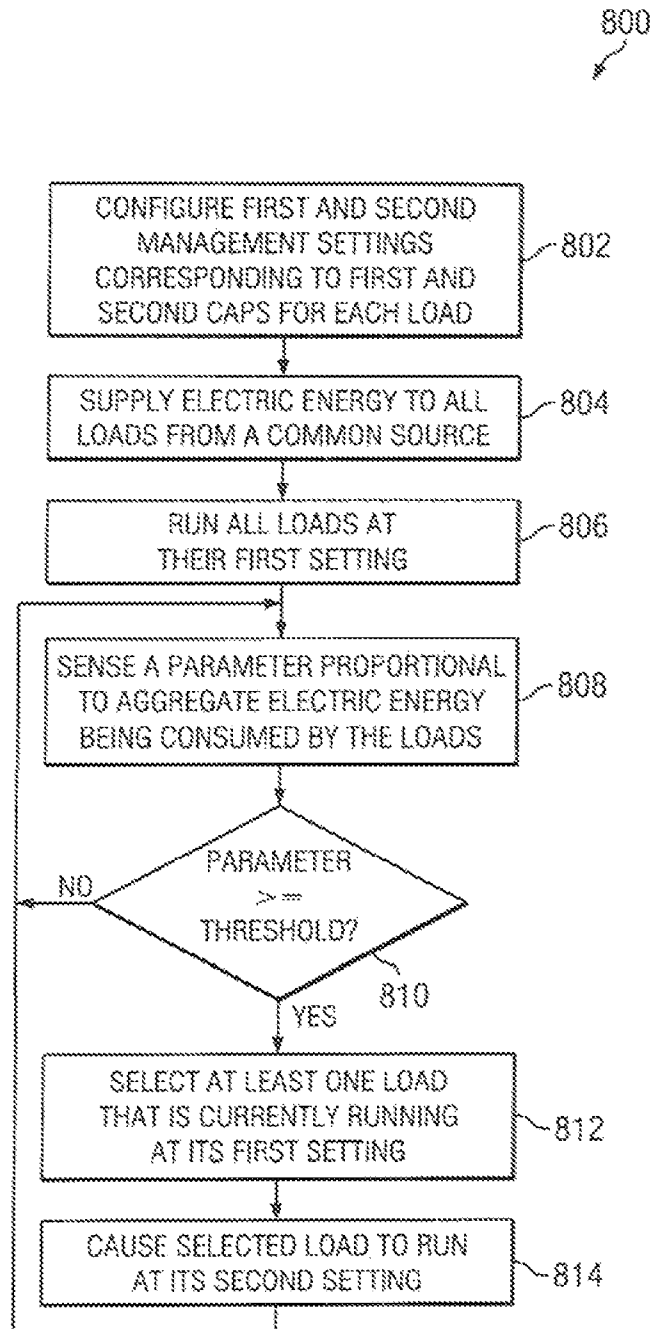 800
CONFIGURE FIRST AND SECOND
MANAGEMENT SETTINGS
CORRESPONDING TO FIRST AND
SECOND CAPS FOR EACH LOAD
802
SUPPLY ELECTRIC ENERGY TO ALL
LOADS FROM A COMMON SOURCE
804
RUN ALL LOADS AT
THEIR FIRST SETTING
806
SENSE A PARAMETER PROPORTIONAL
TO AGGREGATE ELECTRIC ENERGY
BEING CONSUMED BY THE LOADS
808
PARAMETER
>=
THRESHOLD?
NO
810
YES
SELECT AT LEAST ONE LOAD
THAT IS CURRENTLY RUNNING
AT ITS FIRST SETTING
812
CAUSE SELECTED LOAD TO RUN
AT ITS SECOND SETTING
814